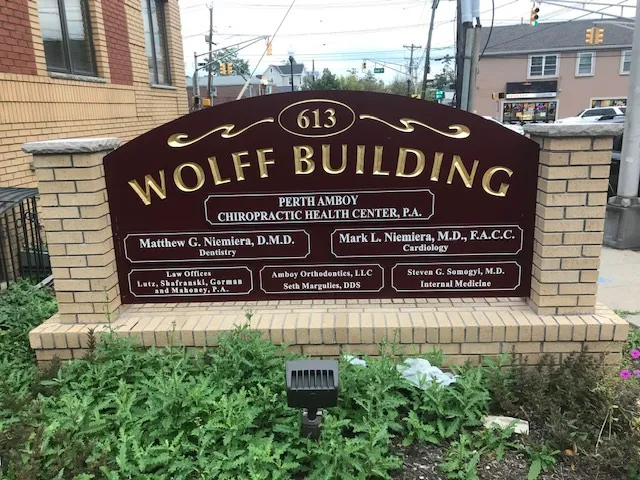 613
WOLFF BUILDING
PERTH AMBOY
CHIROPRACTIC HEALTH CENTER, P.A.
Matthew G. Niemiera, D.M.D.
Dentistry
Mark L. Niemiera, M.D., F.A.C.C.
Cardiology
Law Offices
Lutz, Shafranski, Gorman
and Mahoney, P.A.
Amboy Orthodontics, LLC
Seth Margulies, DDS
Steven G. Somogyi, M.D.
Internal Medicine